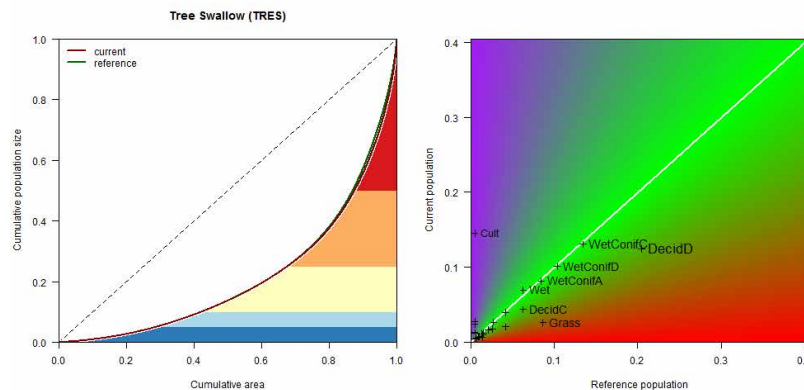 Tree Swallow (TRES)
current
reference
Cumulative population size
1.0
0.8
0.6
0.4
0.2
0.0
0.0 0.2 0.4 0.6 0.8 1.0
Cumulative area
Current population
0.4
0.3
0.2
0.1
0.0
Cult
WetConifC
DecidD
WetConifD
WetConifA
Wet
DecidC
Grass
0.0 0.1 0.2 0.3 0.4
Reference population